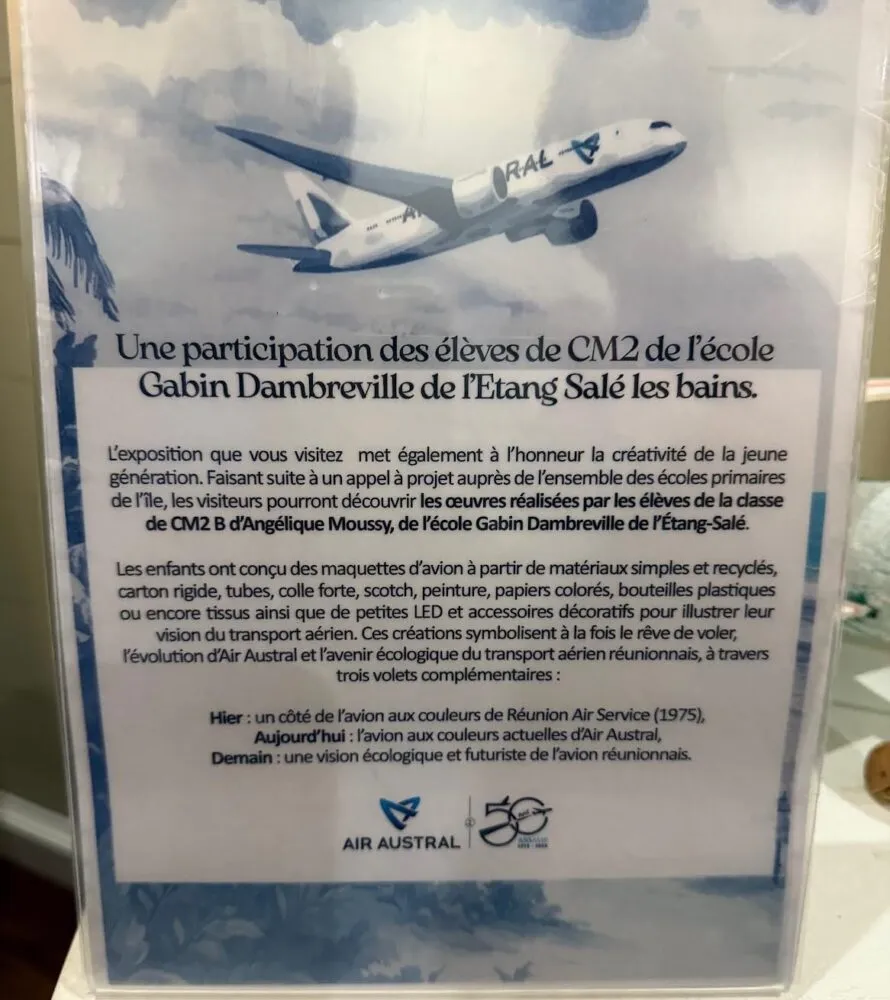 RAL
Une participation des élèves de CM2 de l'école
Gabin Dambreville de l'Etang Salé les bains.
L'exposition que vous visitez met également à l'honneur la créativité de la jeune
génération. Faisant suite à un appel à projet auprès de l'ensemble des écoles primaires
de l'île, les visiteurs pourront découvrir les œuvres réalisées par les élèves de la classe
de CM2 B d'Angélique Moussy, de l'école Gabin Dambreville de l'Étang-Salé.
Les enfants ont conçu des maquettes d'avion à partir de matériaux simples et recyclés,
carton rigide, tubes, colle forte, scotch, peinture, papiers colorés, bouteilles plastiques
ou encore tissus ainsi que de petites LED et accessoires décoratifs pour illustrer leur
vision du transport aérien. Ces créations symbolisent à la fois le rêve de voler,
l'évolution d'Air Austral et l'avenir écologique du transport aérien réunionnais, à travers
trois volets complémentaires :
Hier : un côté de l'avion aux couleurs de Réunion Air Service (1975),
Aujourd'hui : l'avion aux couleurs actuelles d'Air Austral,
Demain : une vision écologique et futuriste de l'avion réunionnais.
AIR AUSTRAL
50